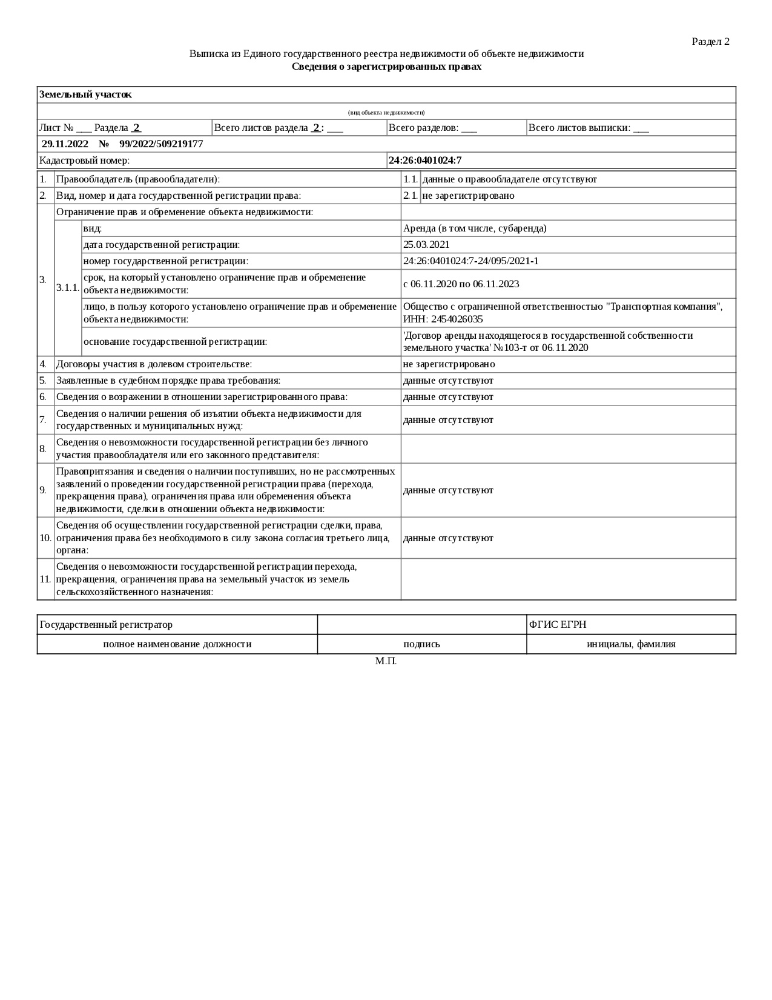 Раздел 2
Выписка из Единого государственного реестра недвижимости об объекте недвижимости
Сведения о зарегистрированных правах
Земельный участок
(вид объекта недвижимости)
Лист № ___ Раздела 2 Всего листов раздела 2 : ___ Всего разделов: ___ Всего листов выписки: ___
29.11.2022 № 99/2022/509219177
Кадастровый номер: 24:26:0401024:7
1. Правообладатель (правообладатели): 1.1. данные о правообладателе отсутствуют
2. Вид, номер и дата государственной регистрации права: 2.1. не зарегистрировано
3. Ограничение прав и обременение объекта недвижимости:
3.1.1. вид: Аренда (в том числе, субаренда)
дата государственной регистрации: 25.03.2021
номер государственной регистрации: 24:26:0401024:7-24/095/2021-1
срок, на который установлено ограничение прав и обременение
объекта недвижимости: с 06.11.2020 по 06.11.2023
лицо, в пользу которого установлено ограничение прав и обременение
объекта недвижимости:
Общество с ограниченной ответственностью "Транспортная компания",
ИНН: 2454026035
основание государственной регистрации:
'Договор аренды находящегося в государственной собственности
земельного участка' №103-т от 06.11.2020
4. Договоры участия в долевом строительстве: не зарегистрировано
5. Заявленные в судебном порядке права требования: данные отсутствуют
6. Сведения о возражении в отношении зарегистрированного права: данные отсутствуют
7. Сведения о наличии решения об изъятии объекта недвижимости для
государственных и муниципальных нужд: данные отсутствуют
8. Сведения о невозможности государственной регистрации без личного
участия правообладателя или его законного представителя:
9. Правопритязания и сведения о наличии поступивших, но не рассмотренных
заявлений о проведении государственной регистрации права (перехода,
прекращения права), ограничения права или обременения объекта
недвижимости, сделки в отношении объекта недвижимости:
данные отсутствуют
10. Сведения об осуществлении государственной регистрации сделки, права,
ограничения права без необходимого в силу закона согласия третьего лица,
органа:
данные отсутствуют
11. Сведения о невозможности государственной регистрации перехода,
прекращения, ограничения права на земельный участок из земель
сельскохозяйственного назначения:
Государственный регистратор ФГИС ЕГРН
полное наименование должности подпись инициалы, фамилия
М.П.